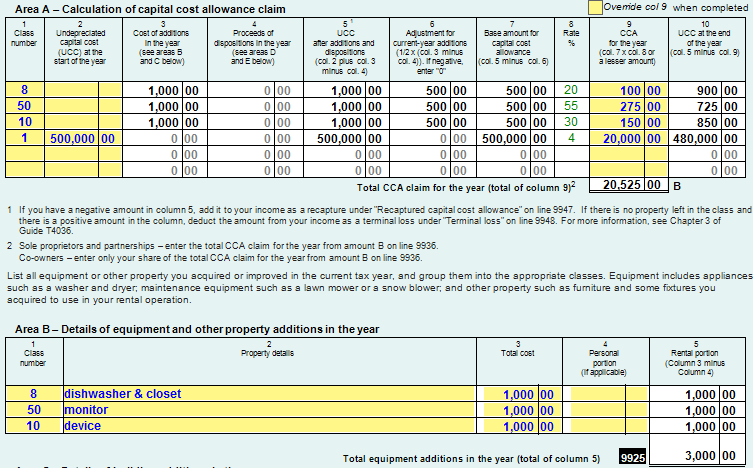 Area A – Calculation of capital cost allowance claim
Override col 9 when completed
1 Class number
2 Undepreciated capital cost (UCC) at the start of the year
3 Cost of additions in the year (see areas B and C below)
4 Proceeds of dispositions in the year (see areas D and E below)
5 1 UCC after additions and dispositions (col. 2 plus col. 3 minus col. 4)
6 Adjustment for current-year additions (1/2 x (col. 3 minus col. 4)). If negative, enter "0"
7 Base amount for capital cost allowance (col. 5 minus col. 6)
8 Rate %
9 CCA for the year (col. 7 x col. 8 or a lesser amount)
10 UCC at the end of the year (col. 5 minus col. 9)
8 1,000 00 0 00 1,000 00 500 00 500 00 20 100 00 900 00
50 1,000 00 0 00 1,000 00 500 00 500 00 55 275 00 725 00
10 1,000 00 0 00 1,000 00 500 00 500 00 30 150 00 850 00
1 500,000 00 0 00 0 00 500,000 00 0 00 500,000 00 4 20,000 00 480,000 00
0 00 0 00 0 00 0 00 0 00 0 00
0 00 0 00 0 00 0 00 0 00 0 00
Total CCA claim for the year (total of column 9)2 20,525 00 B
1 If you have a negative amount in column 5, add it to your income as a recapture under "Recaptured capital cost allowance" on line 9947. If there is no property left in the class and
there is a positive amount in the column, deduct the amount from your income as a terminal loss under "Terminal loss" on line 9948. For more information, see Chapter 3 of
Guide T4036.
2 Sole proprietors and partnerships – enter the total CCA claim for the year from amount B on line 9936.
Co-owners – enter only your share of the total CCA claim for the year from amount B on line 9936.
List all equipment or other property you acquired or improved in the current tax year, and group them into the appropriate classes. Equipment includes appliances
such as a washer and dryer, maintenance equipment such as a lawn mower or a snow blower, and other property such as furniture and some fixtures you
acquired to use in your rental operation.
Area B – Details of equipment and other property additions in the year
1 Class number
2 Property details
3 Total cost
4 Personal portion (if applicable)
5 Rental portion (Column 3 minus Column 4)
8 dishwasher & closet 1,000 00 1,000 00
50 monitor 1,000 00 1,000 00
10 device 1,000 00 1,000 00
Total equipment additions in the year (total of column 5) 9925 3,000 00